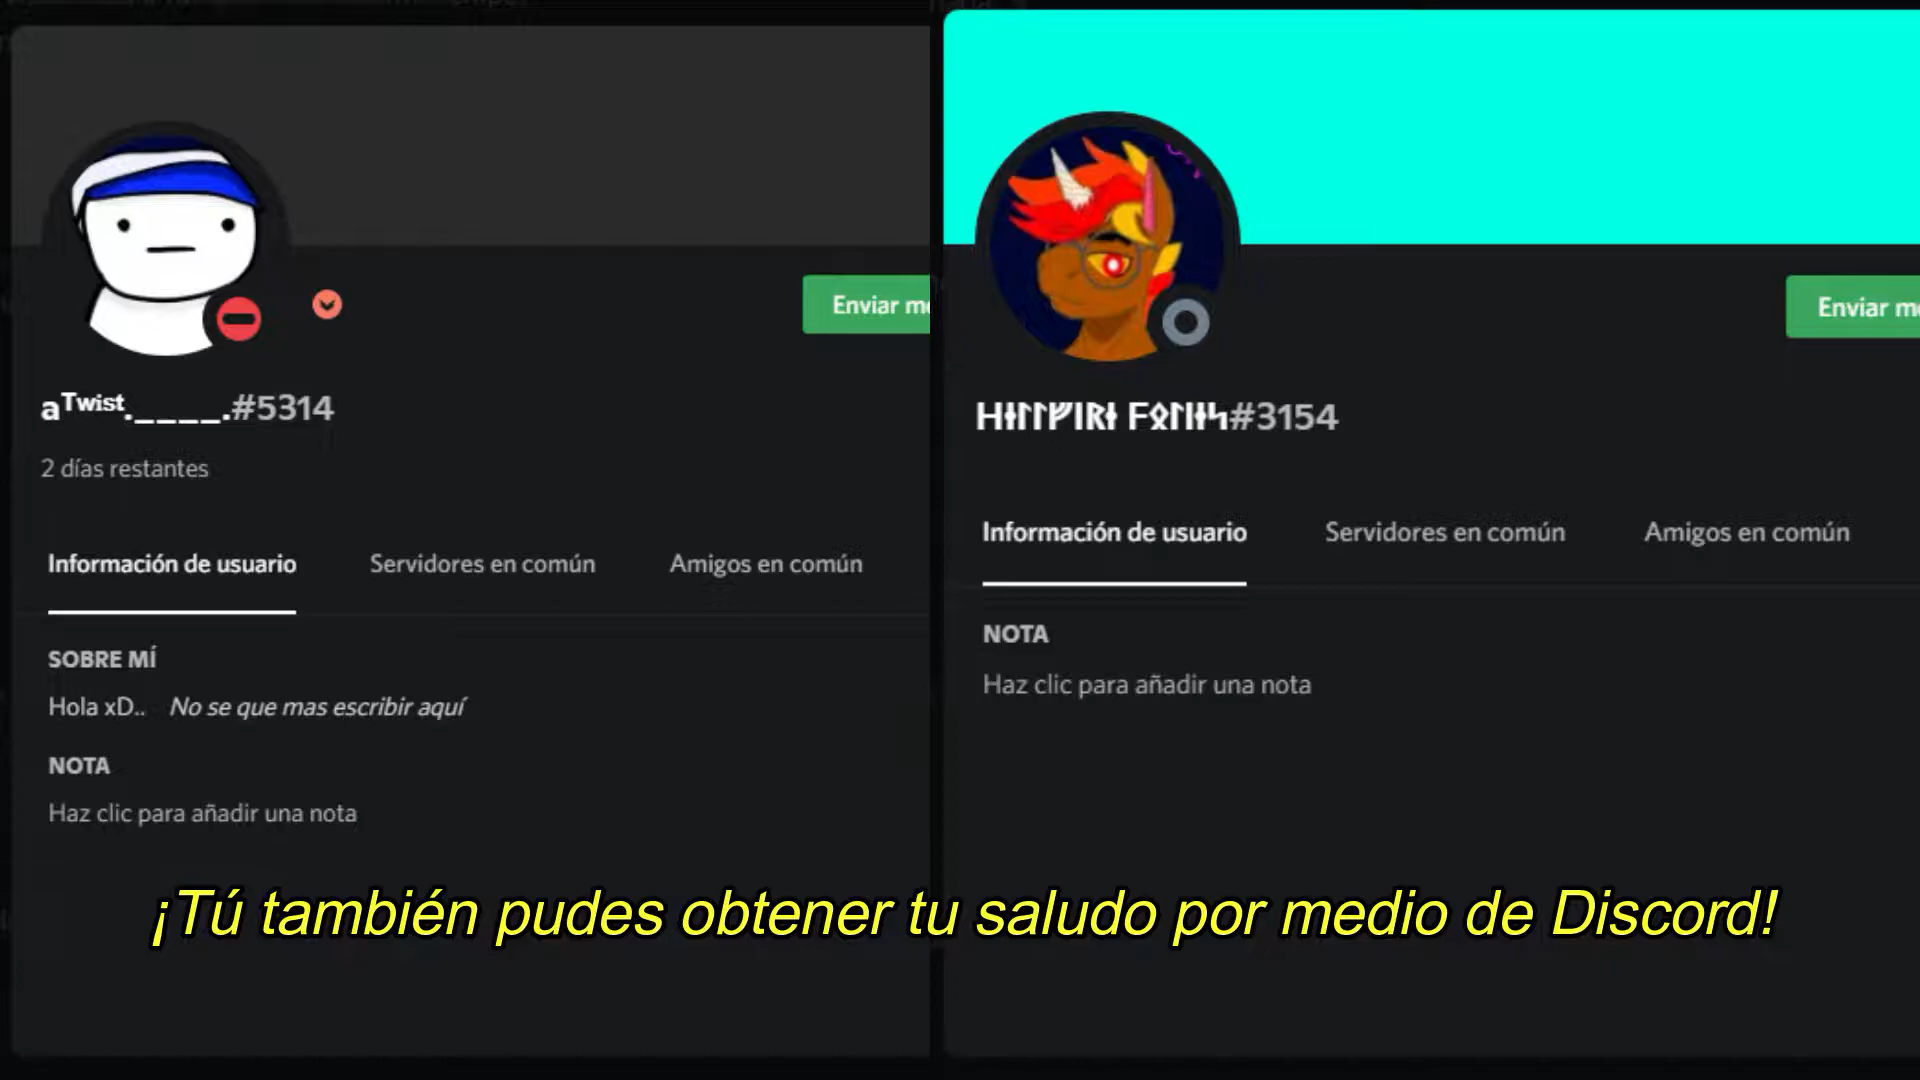 Enviar m
aᵀʷⁱˢᵗ.____.#5314
2 días restantes
Información de usuario
Servidores en común
Amigos en común
SOBRE MÍ
Hola xD.. No se que mas escribir aquí
NOTA
Haz clic para añadir una nota
Enviar m
#3154
Información de usuario
Servidores en común
Amigos en común
NOTA
Haz clic para añadir una nota
¡Tú también pudes obtener tu saludo por medio de Discord!